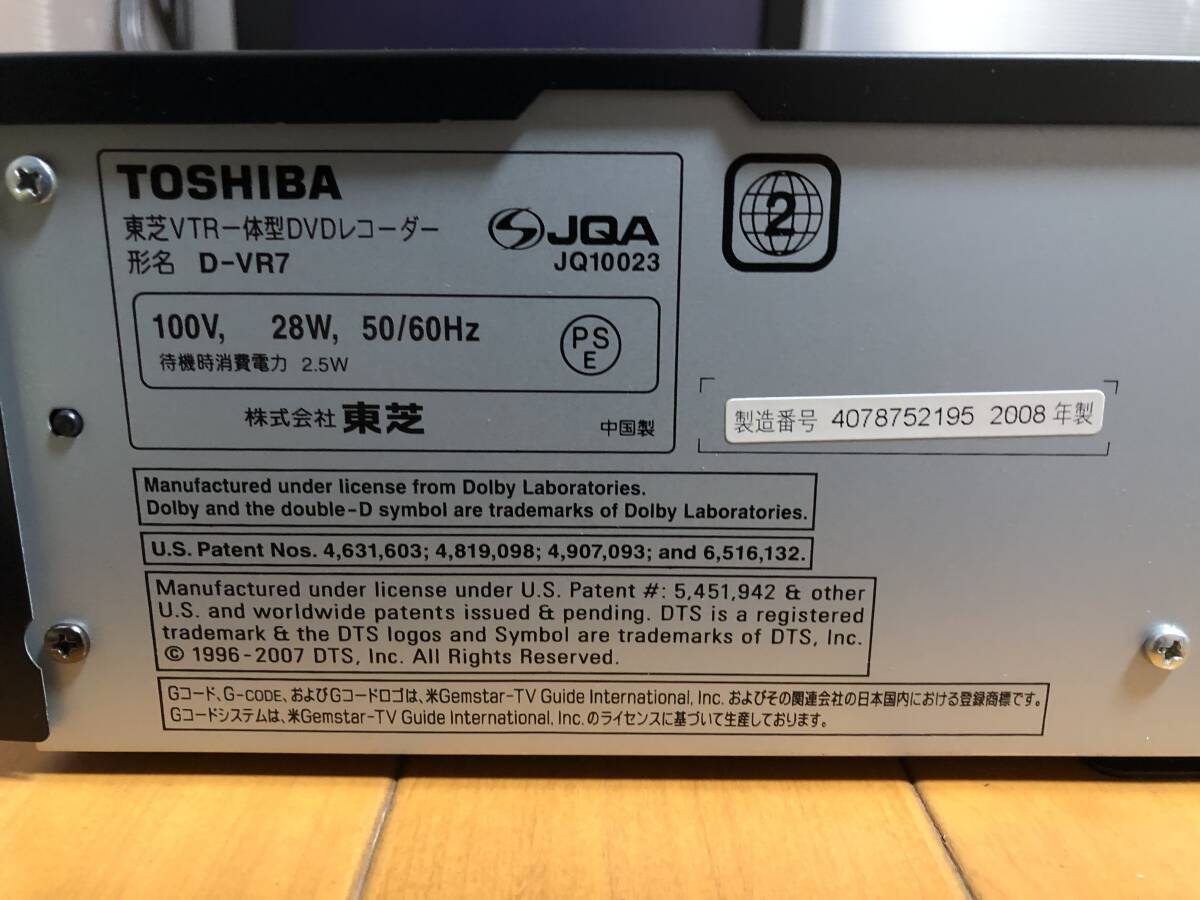 TOSHIBA
東芝VTR一体型DVDレコーダー
形名 D-VR7
JQA
JQ10023
2
100V, 28W, 50/60Hz
待機時消費電力 2.5W
PS
E
株式会社 東芝
中国製
製造番号 4078752195 2008年製
Manufactured under license from Dolby Laboratories.
Dolby and the double-D symbol are trademarks of Dolby Laboratories.
U.S. Patent Nos. 4,631,603; 4,819,098; 4,907,093; and 6,516,132.
Manufactured under license under U.S. Patent #: 5,451,942 & other
U.S. and worldwide patents issued & pending. DTS is a registered
trademark & the DTS logos and Symbol are trademarks of DTS, Inc.
© 1996-2007 DTS, Inc. All Rights Reserved.
Gコード、G-CODE、およびGコードロゴは、米Gemstar-TV Guide International, Inc. およびその関連会社の日本国内における登録商標です。
Gコードシステムは、米Gemstar-TV Guide International, Inc. のライセンスに基づいて生産しております。